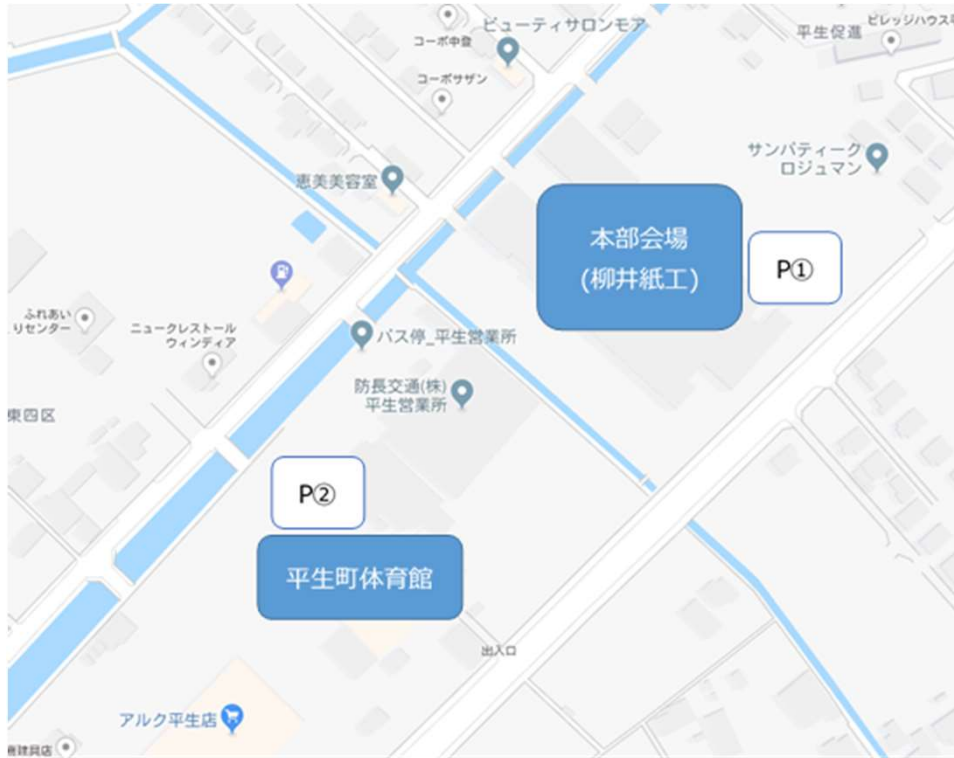 コーポ中登
ビューティサロンモア
平生促進
ビレッジハウス平
コーポサザン
サンパティーク
ロジュマン
恵美美容室
本部会場
(柳井紙工)
P①
ふれあい
りセンター
ニュークレストール
ウィンディア
バス停_平生営業所
防長交通(株)
平生営業所
東四区
P②
平生町体育館
出入口
アルク平生店
建具店